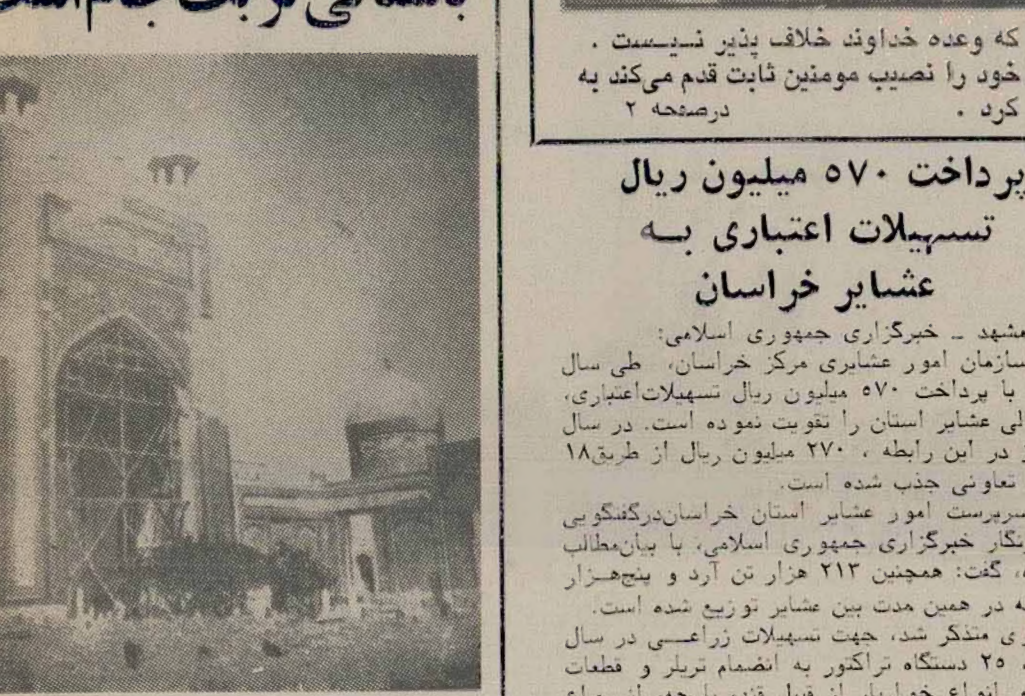 که وعده خداوند خلاف پذیر نیست .
خود را نصیب مومنین ثابت قدم می‌کند به
کرد . درصفحه ۲
پرداخت ۵۷۰ میلیون ریال
تسهیلات اعتباری به
عشایر خراسان
مشهد ـ خبرگزاری جمهوری اسلامی:
سازمان امور عشایری مرکز خراسان، طی سال
با پرداخت ۵۷۰ میلیون ریال تسهیلات‌اعتباری،
عشایر استان را تقویت نموده است. در سال
در این رابطه ، ۲۷۰ میلیون ریال از طریق۱۸
تعاونی جذب شده است.
سرپرست امور عشایر استان خراسان‌درگفتگویی
خبرگزاری جمهوری اسلامی، با بیان‌مطالب
گفت: همچنین ۲۱۳ هزار تن آرد و پنج‌هزار
در همین مدت بین عشایر توزیع شده است.
متذکر شد، جهت تسهیلات زراعی در سال
۲۵ دستگاه تراکتور به انضمام تریلر و قطعات